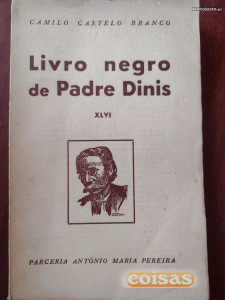 CAMILO CASTELO BRANCO
Livro negro
de Padre Dinis
XLVI
PARCERIA ANTÓNIO MARIA PEREIRA
coisas